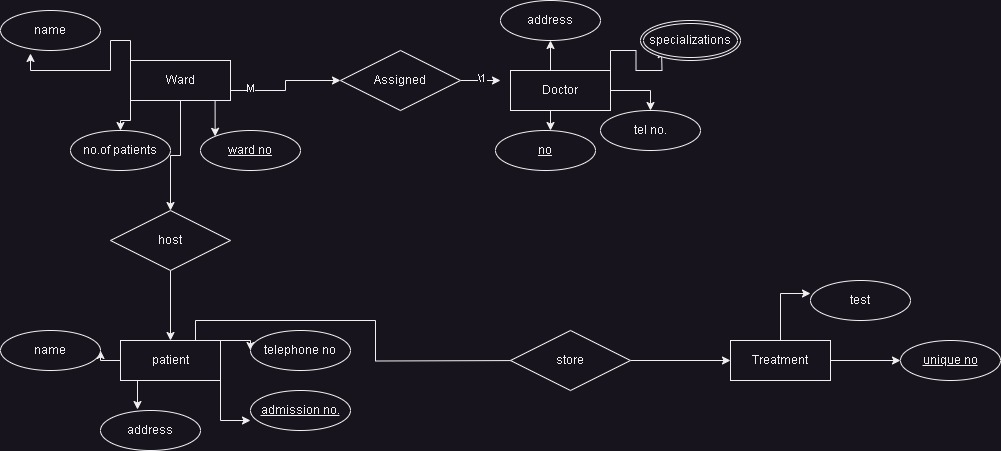 name
address
specializations
Ward
M
Assigned
\1
Doctor
no.of patients
ward no
no
tel no.
host
test
name
patient
telephone no
store
Treatment
unique no
admission no.
address